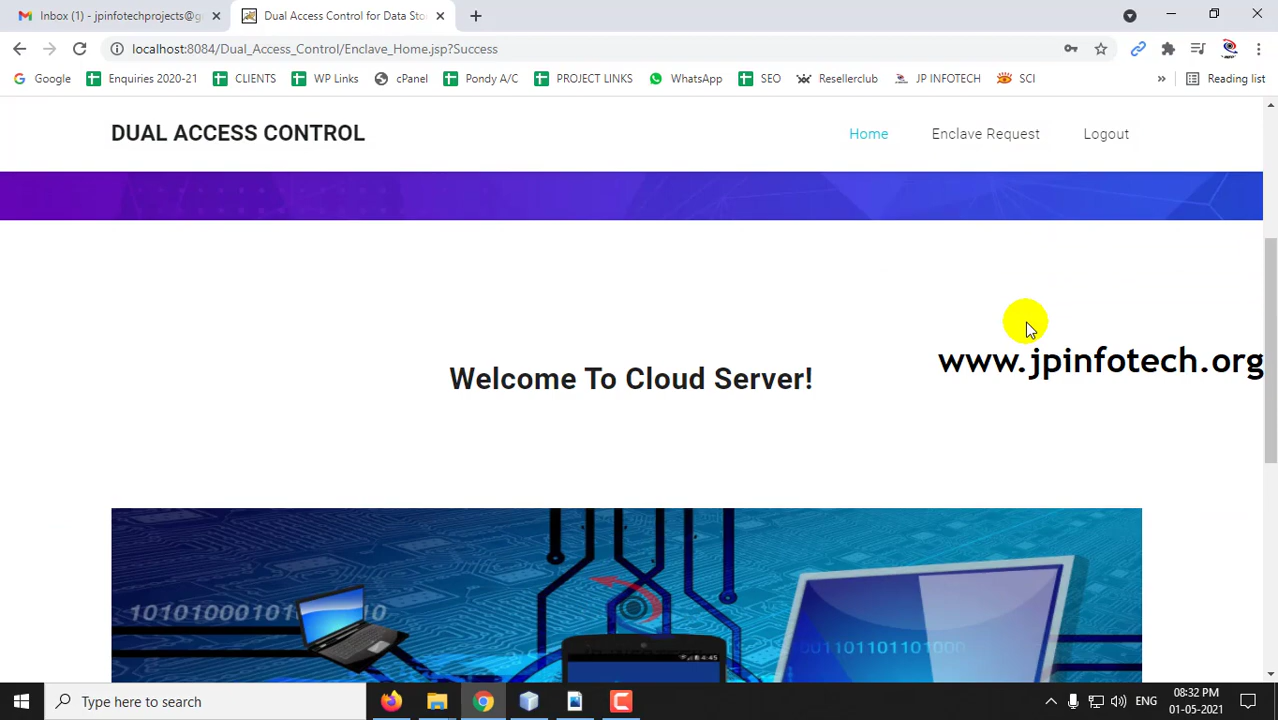 Inbox (1) - jpinfotechprojects@g
Dual Access Control for Data Sto
localhost:8084/Dual_Access_Control/Enclave_Home.jsp?Success
Google
Enquiries 2020-21
CLIENTS
WP Links
cPanel
Pondy A/C
PROJECT LINKS
WhatsApp
SEO
Resellerclub
JP INFOTECH
SCI
»
Reading list
DUAL ACCESS CONTROL
Home
Enclave Request
Logout
www.jpinfotech.org
Welcome To Cloud Server!
4:45
Type here to search
ENG
08:32 PM
01-05-2021